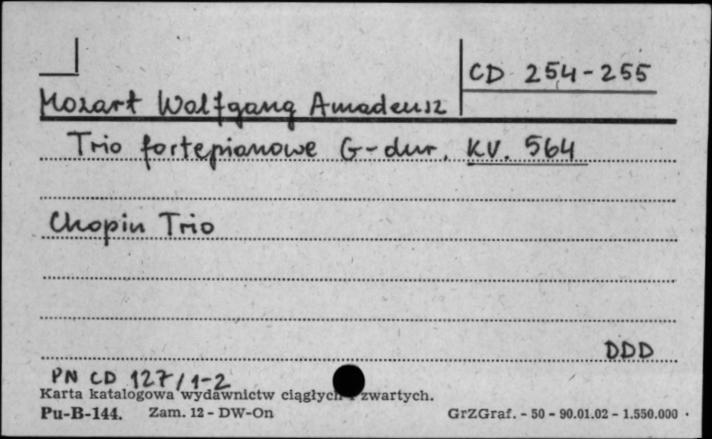 CD 254-255
Mozart Wolfgang Amadeusz
Trio fortepianowe G-dur, KV. 564
Chopin Trio
DDD
PN CD 127/1-2
Karta katalogowa wydawnictw ciągłych i zwartych.
Pu-B-144. Zam. 12 - DW-On GrZGraf. - 50 - 90.01.02 - 1.550.000